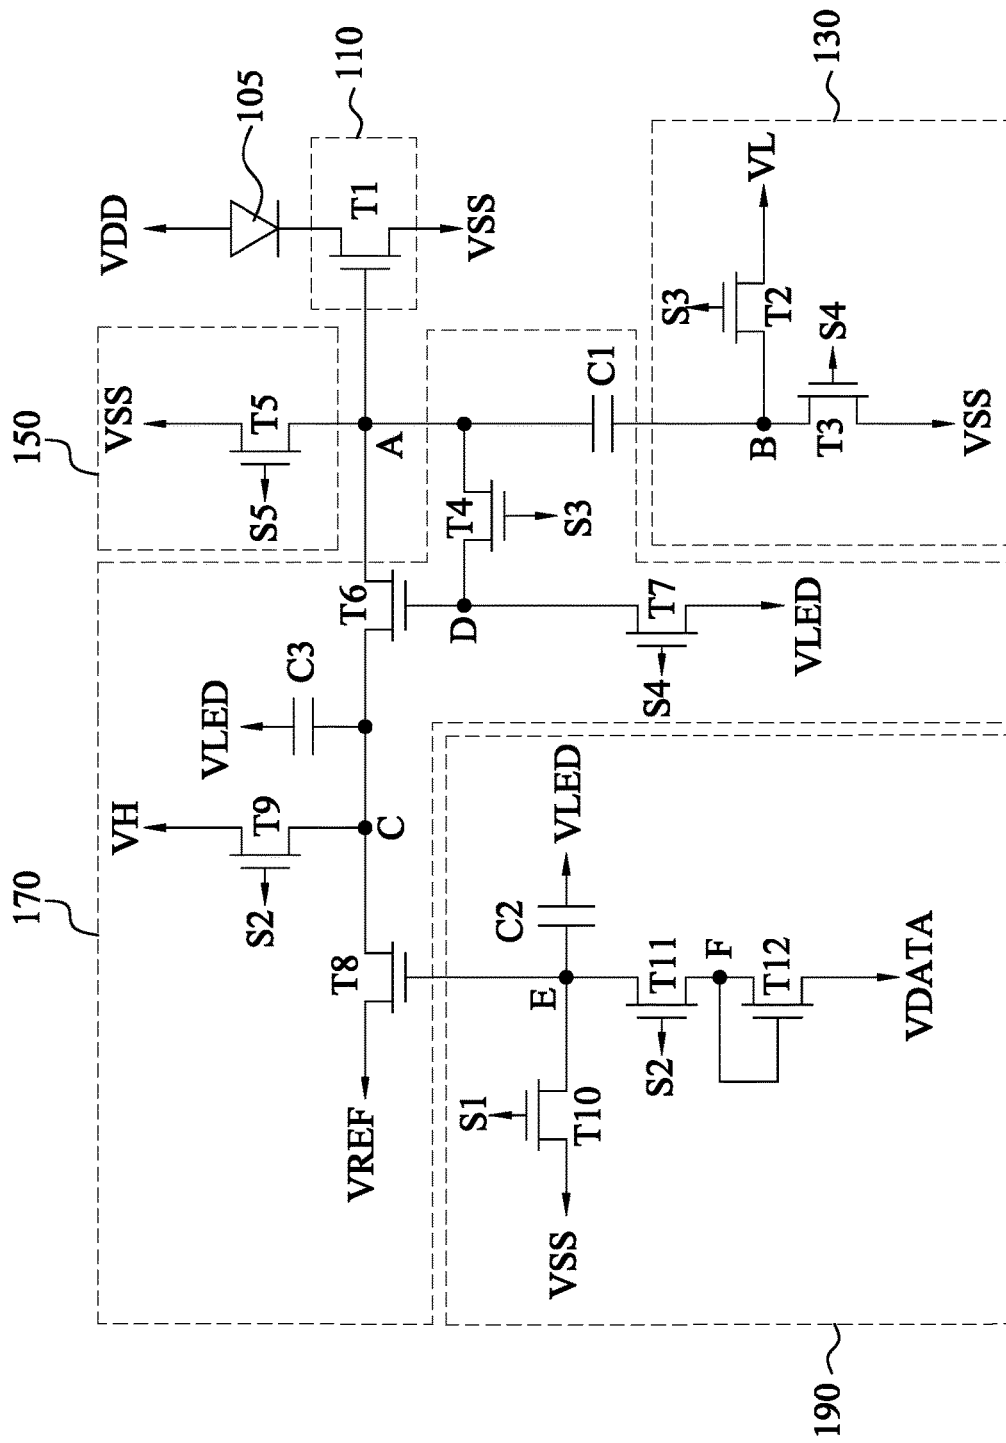 170
150
VH
VSS
VDD
105
110
VLED
S2
T9
S5
T5
C3
VREF
T8
C
T6
A
T1
VSS
D
T4
S3
C1
130
S1
E
C2
VLED
T10
VSS
S2
T11
F
T12
VDATA
S4
T7
VLED
B
S3
T2
VL
T3
S4
VSS
190